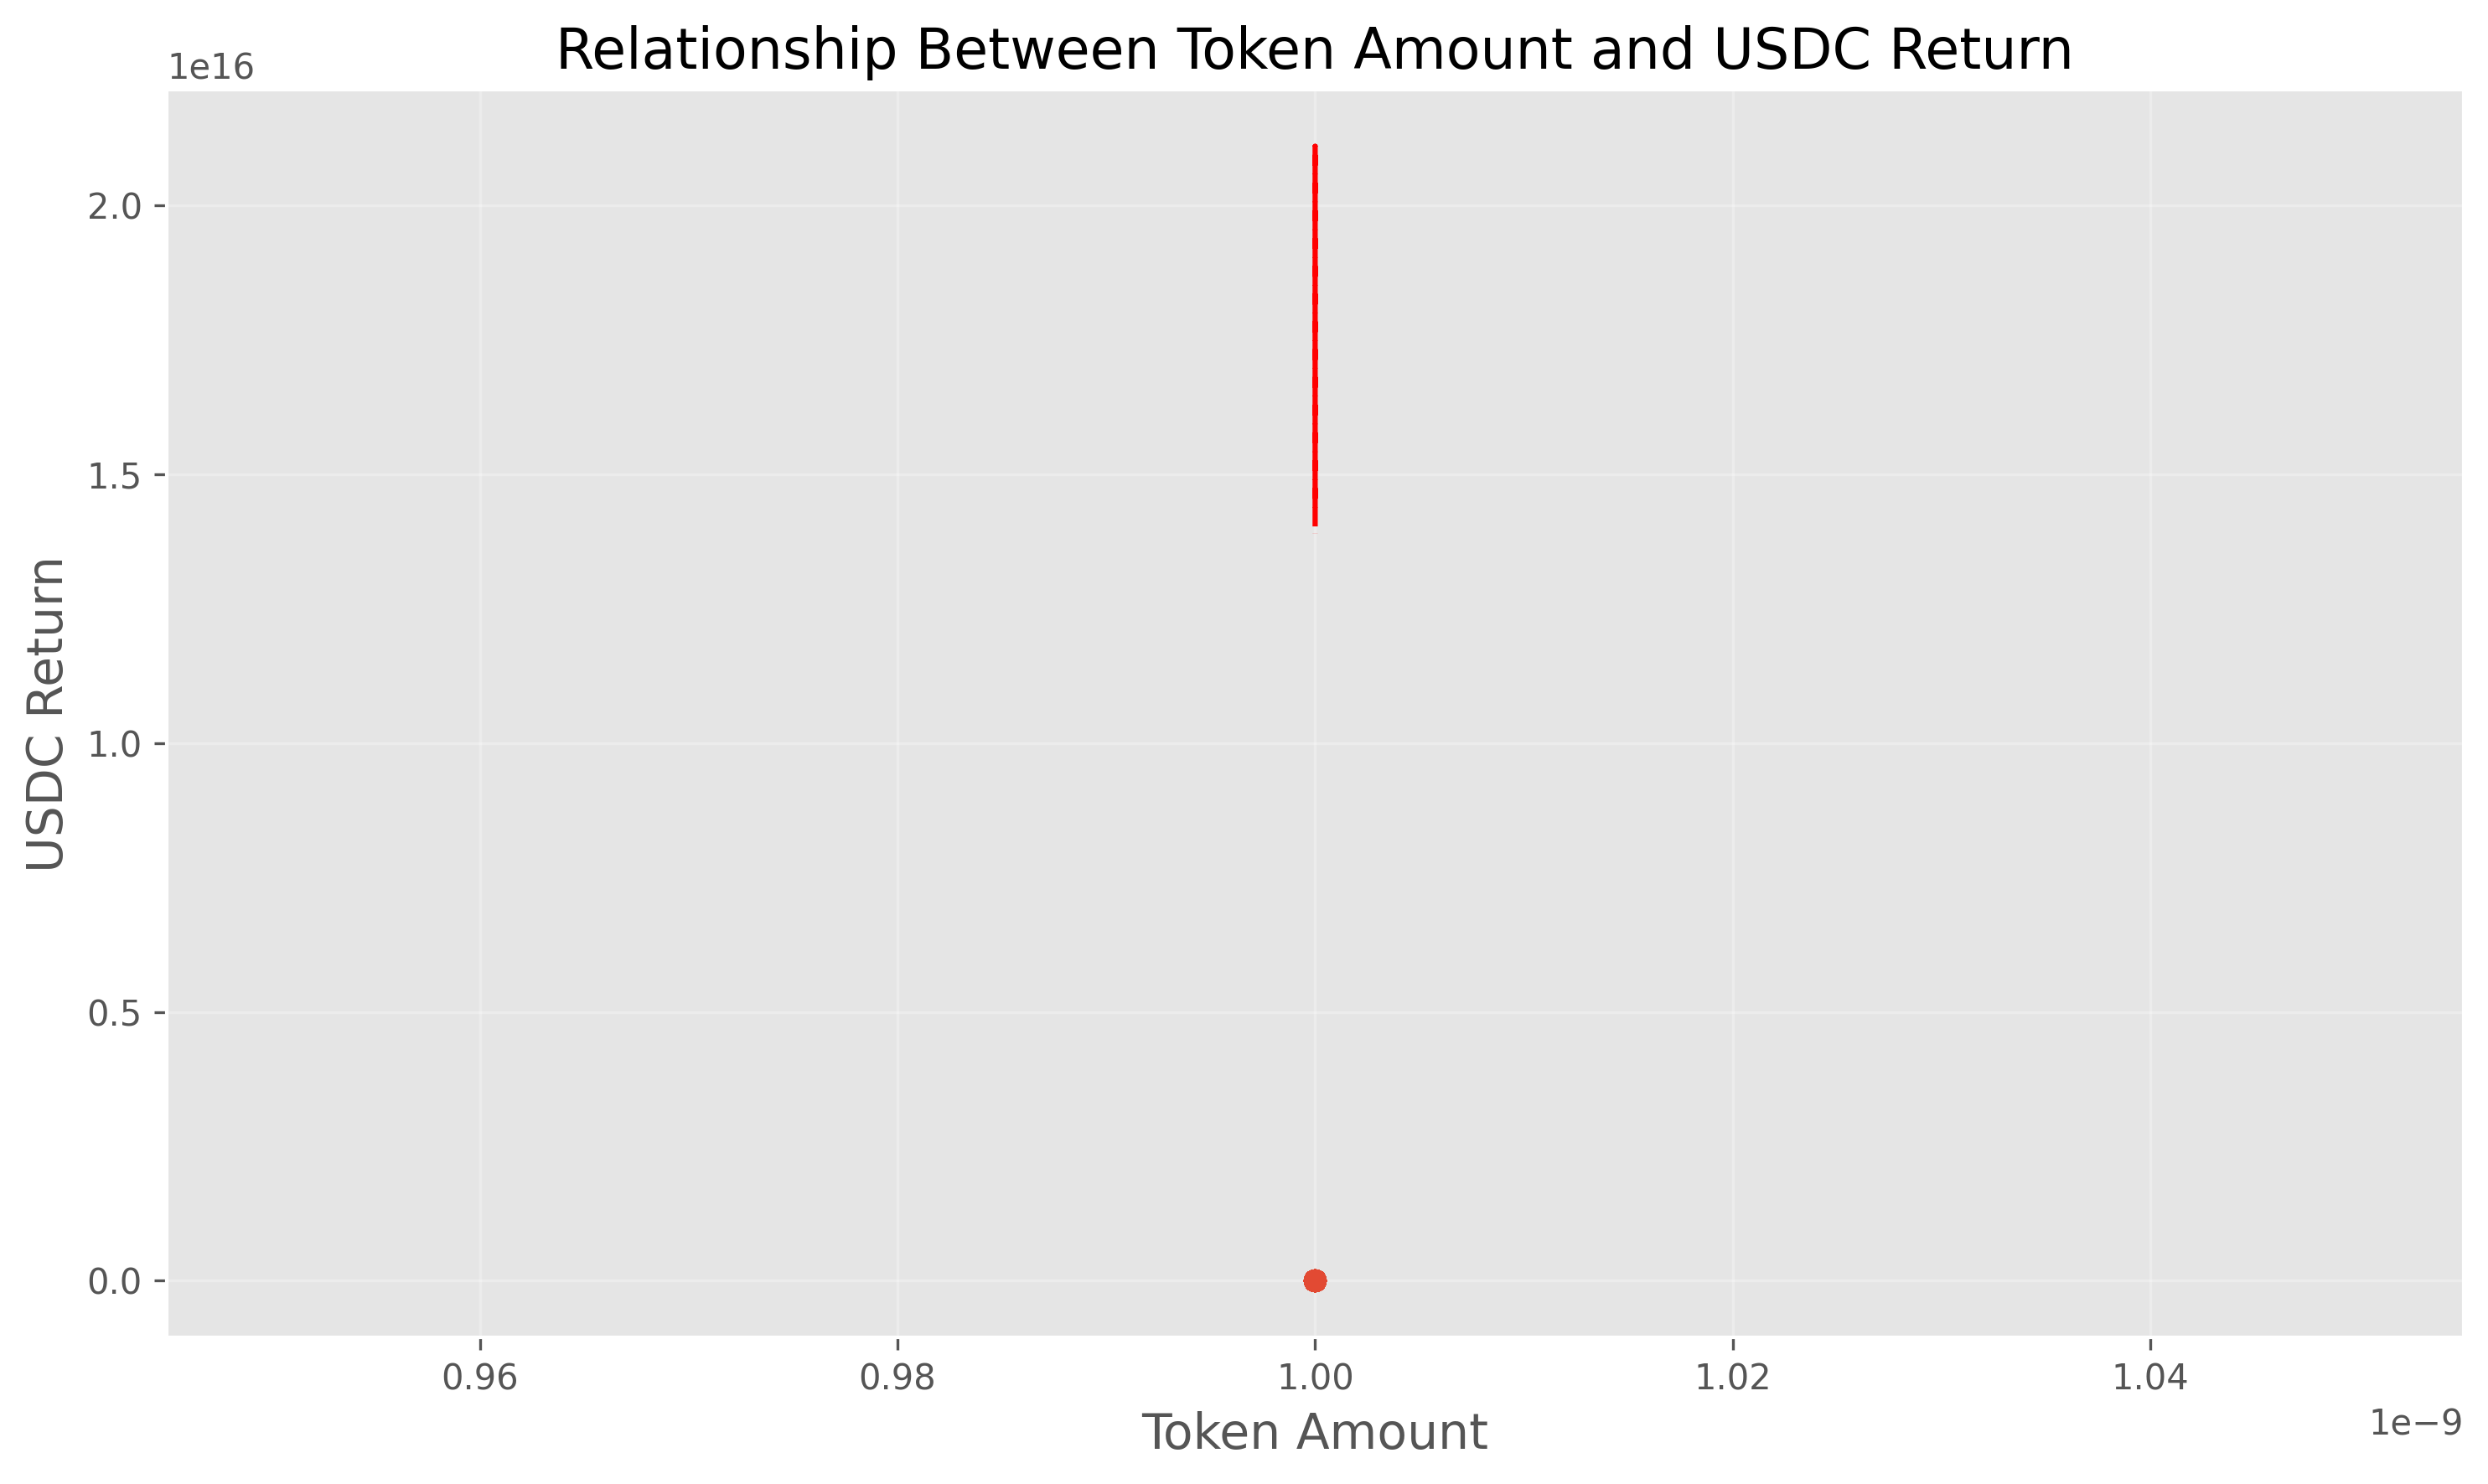 Relationship Between Token Amount and USDC Return
1e16
2.0
1.5
1.0
0.5
0.0
USDC Return
0.96 0.98 1.00 1.02 1.04
1e−9
Token Amount